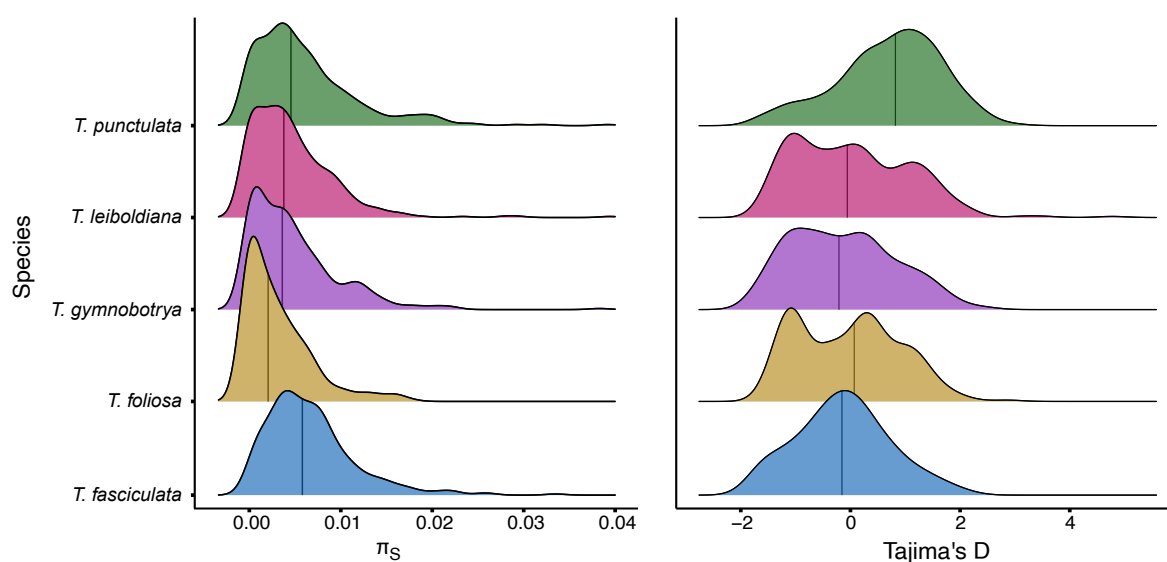 Species
T. punctulata
T. leiboldiana
T. gymnobotrya
T. foliosa
T. fasciculata
0.00 0.01 0.02 0.03 0.04
πS
−2 0 2 4
Tajima's D